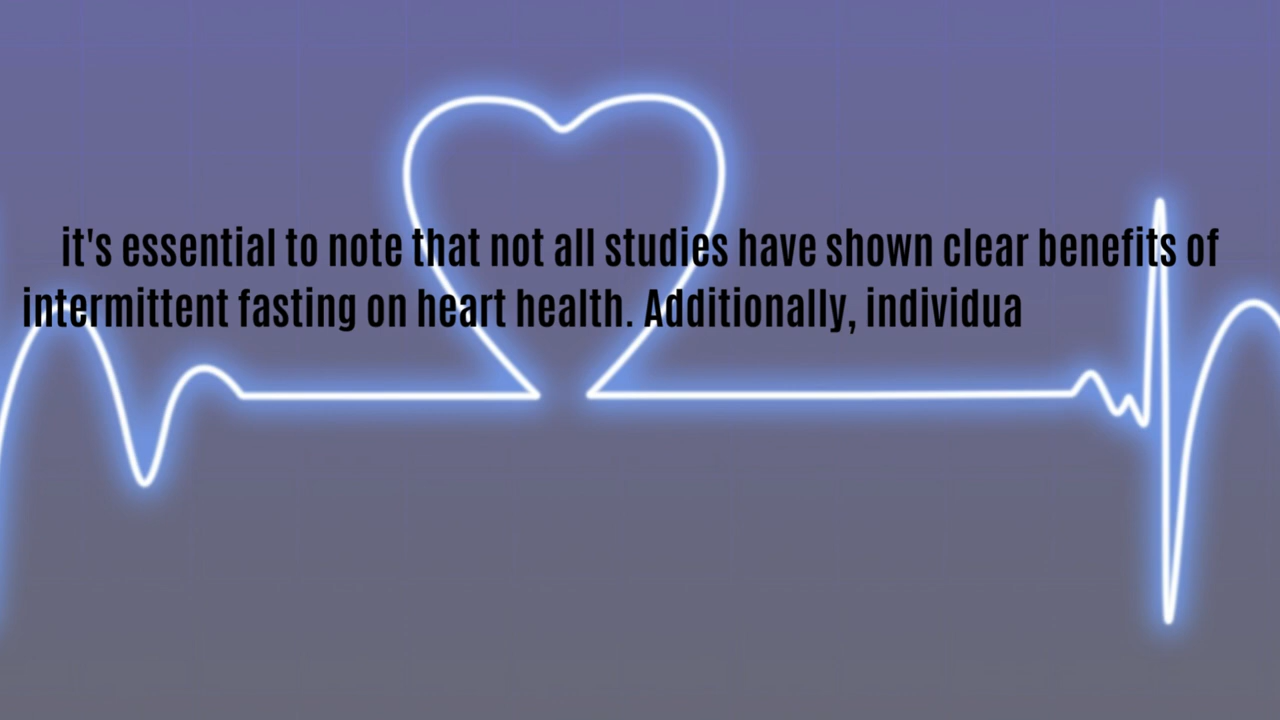 it's essential to note that not all studies have shown clear benefits of
intermittent fasting on heart health. Additionally, individua